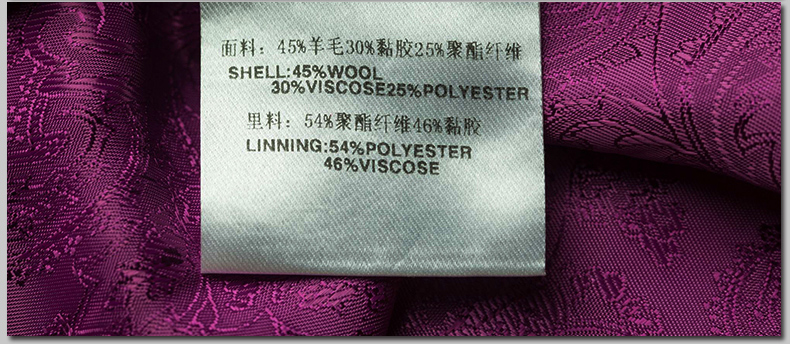 面料：45%羊毛30%黏胶25%聚酯纤维
SHELL:45%WOOL
30%VISCOSE25%POLYESTER
里料：54%聚酯纤维46%黏胶
LINNING:54%POLYESTER
46%VISCOSE